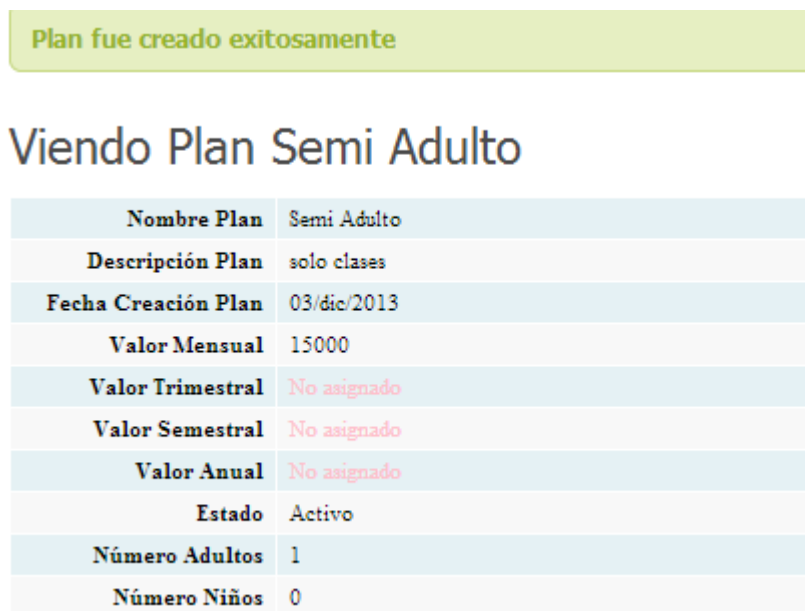 Plan fue creado exitosamente
Viendo Plan Semi Adulto
Nombre Plan Semi Adulto
Descripción Plan solo clases
Fecha Creación Plan 03/dic/2013
Valor Mensual 15000
Valor Trimestral No asignado
Valor Semestral No asignado
Valor Anual No asignado
Estado Activo
Número Adultos 1
Número Niños 0